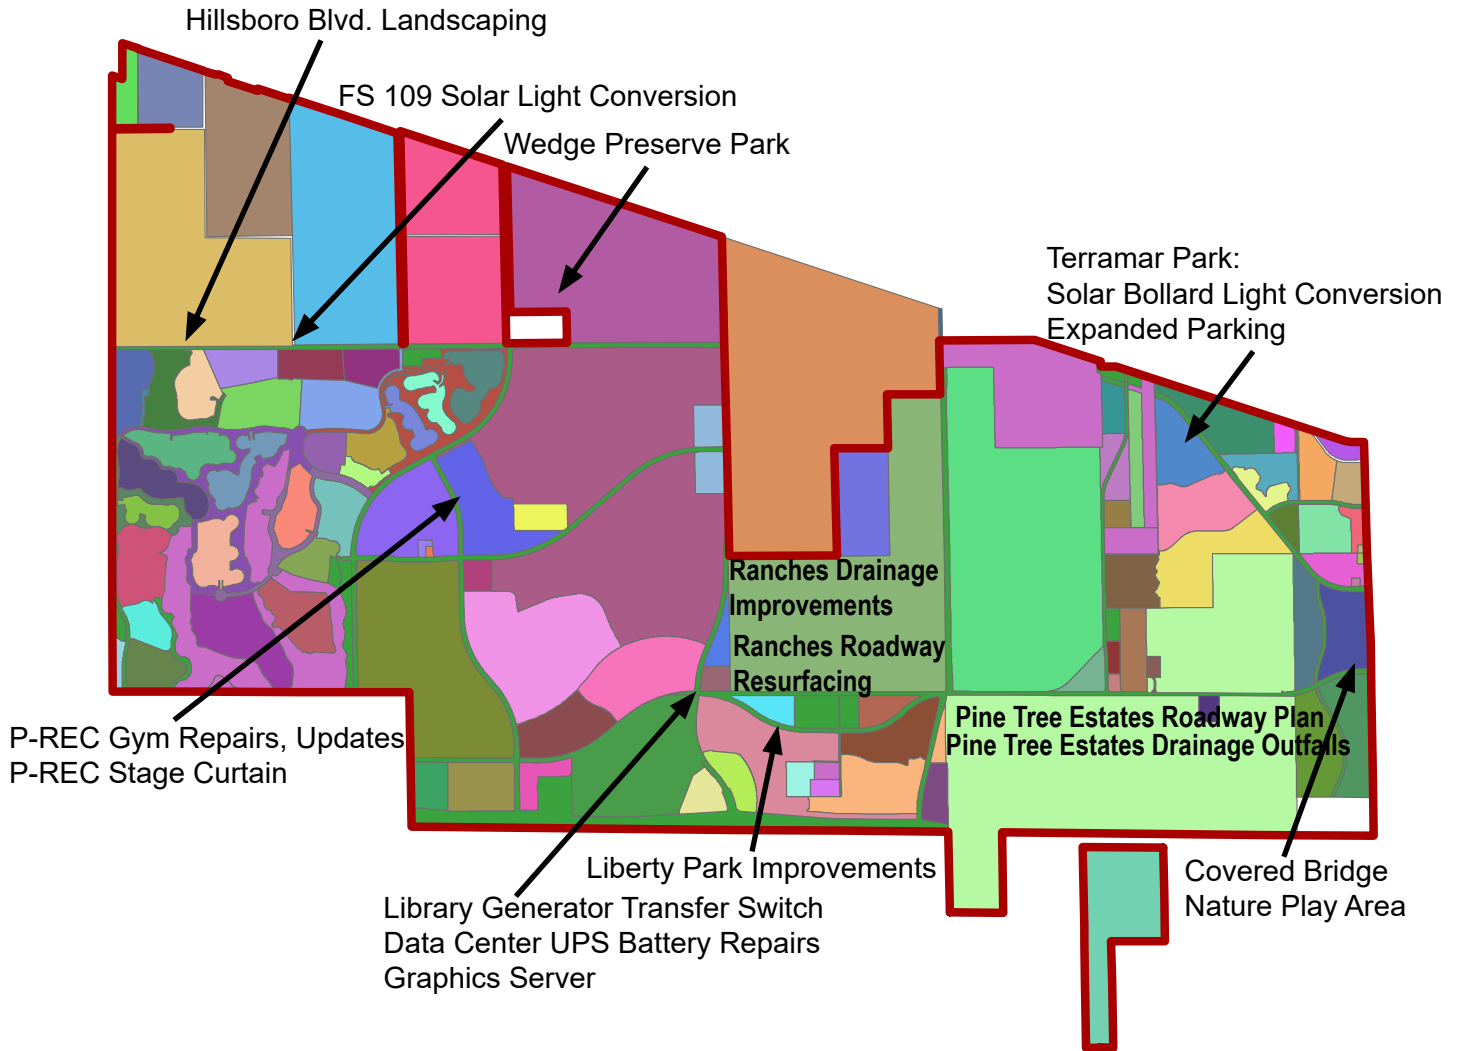 Hillsboro Blvd. Landscaping
FS 109 Solar Light Conversion
Wedge Preserve Park
Terramar Park:
Solar Bollard Light Conversion
Expanded Parking
Ranches Drainage
Improvements
Ranches Roadway
Resurfacing
Pine Tree Estates Roadway Plan
Pine Tree Estates Drainage Outfalls
P-REC Gym Repairs, Updates
P-REC Stage Curtain
Liberty Park Improvements
Library Generator Transfer Switch
Data Center UPS Battery Repairs
Graphics Server
Covered Bridge
Nature Play Area